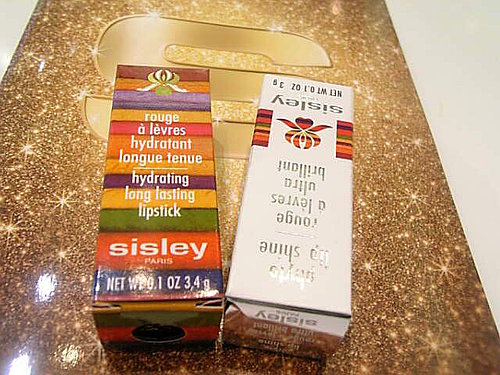 rouge
à lèvres
hydratant
longue tenue
hydrating
long lasting
lipstick
sisley
PARIS
NET WT 0.1 OZ 3,4 g
phyto
lip shine
rouge
à lèvres
ultra
brillant
sisley
NET WT 0.1 OZ. 3 g
sisley
PARIS